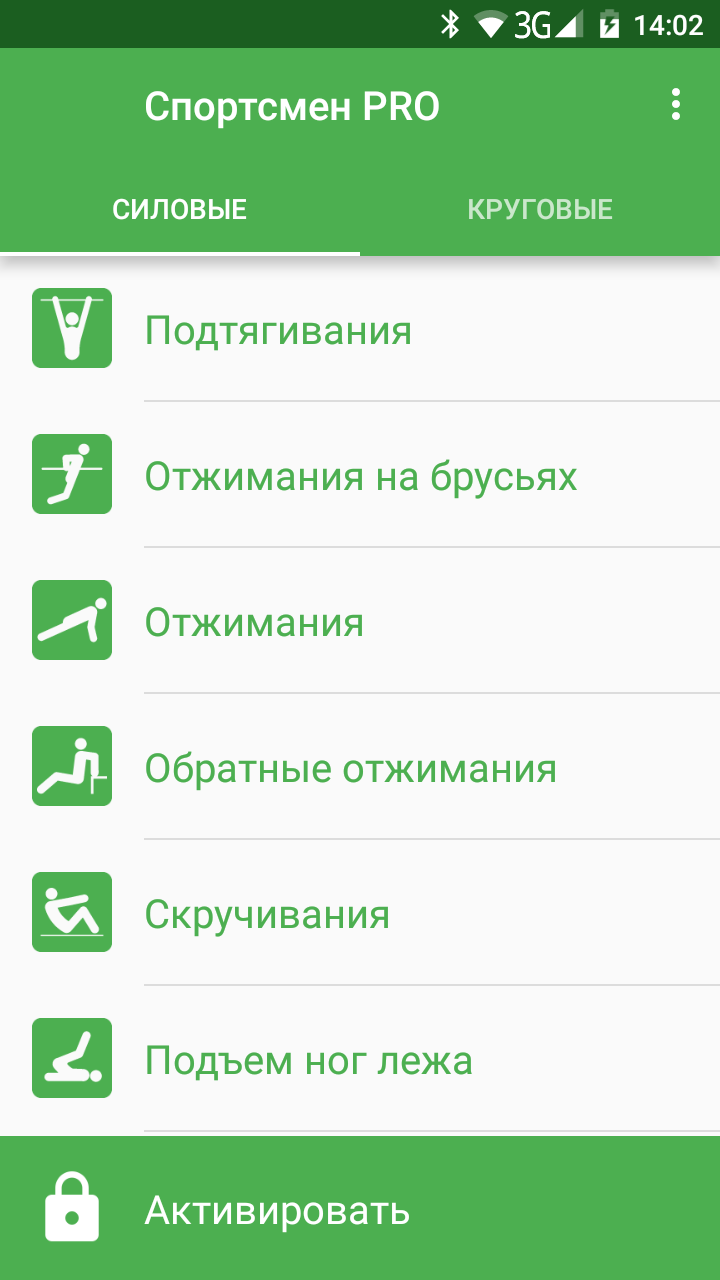 3G 14:02
Спортсмен PRO
СИЛОВЫЕ КРУГОВЫЕ
Подтягивания
Отжимания на брусьях
Отжимания
Обратные отжимания
Скручивания
Подъем ног лежа
Активировать